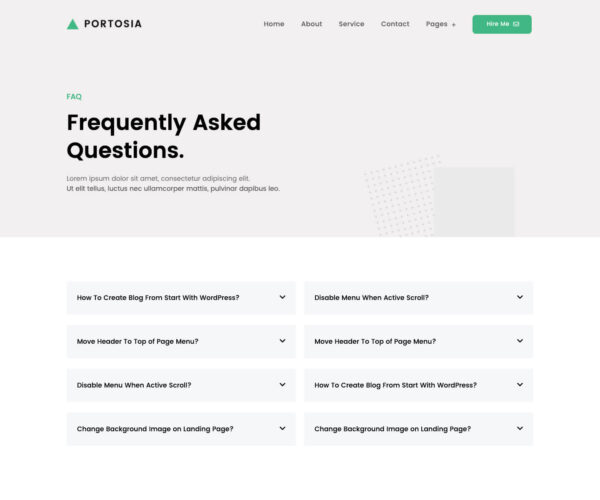 PORTOSIA
Home About Service Contact Pages +
Hire Me
FAQ
Frequently Asked
Questions.
Lorem ipsum dolor sit amet, consectetur adipiscing elit.
Ut elit tellus, luctus nec ullamcorper mattis, pulvinar dapibus leo.
How To Create Blog From Start With WordPress?
Disable Menu When Active Scroll?
Move Header To Top of Page Menu?
Move Header To Top of Page Menu?
Disable Menu When Active Scroll?
How To Create Blog From Start With WordPress?
Change Background Image on Landing Page?
Change Background Image on Landing Page?